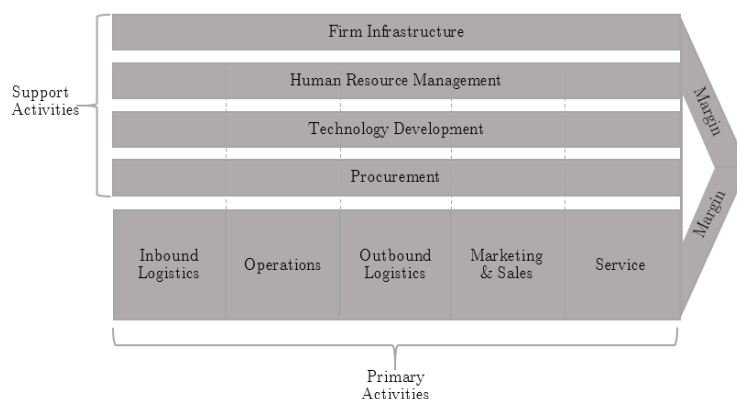 Firm Infrastructure
Human Resource Management
Support
Activities
Technology Development
Procurement
Margin
Margin
Inbound
Logistics
Operations
Outbound
Logistics
Marketing
& Sales
Service
Primary
Activities